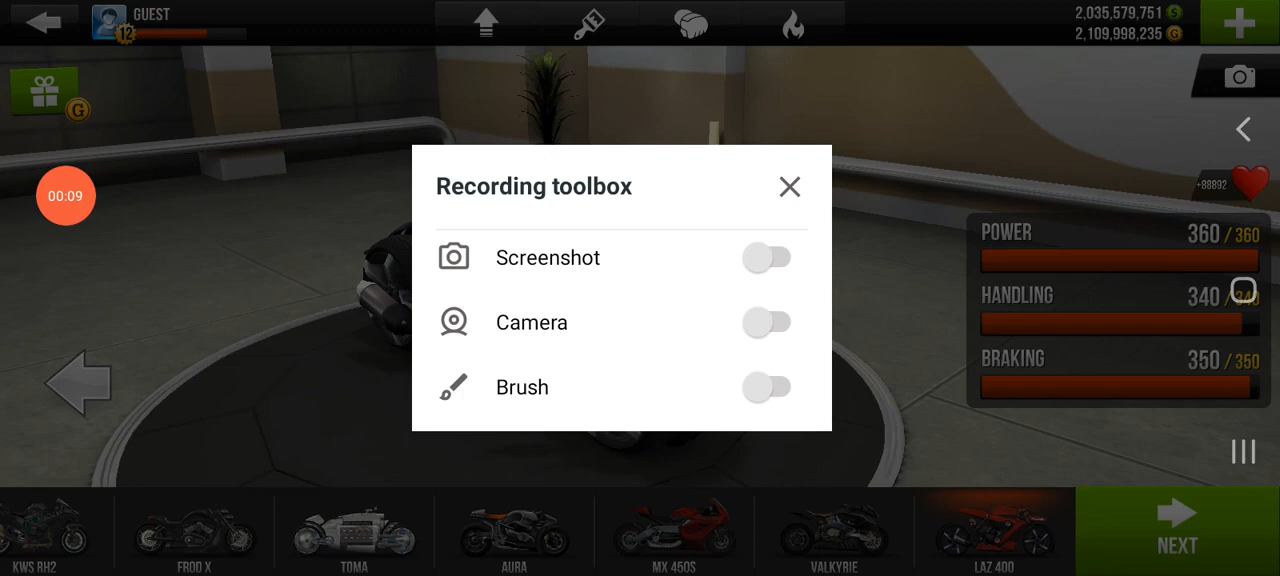 GUEST
12
2,035,579,751 S
2,109,998,235 G
G
00:09
Recording toolbox
Screenshot
Camera
Brush
+88892
POWER 360 / 360
HANDLING 340 / 340
BRAKING 350 / 350
KWS RH2
FROD X
TOMA
AURA
MX 450S
VALKYRIE
LAZ 400
NEXT